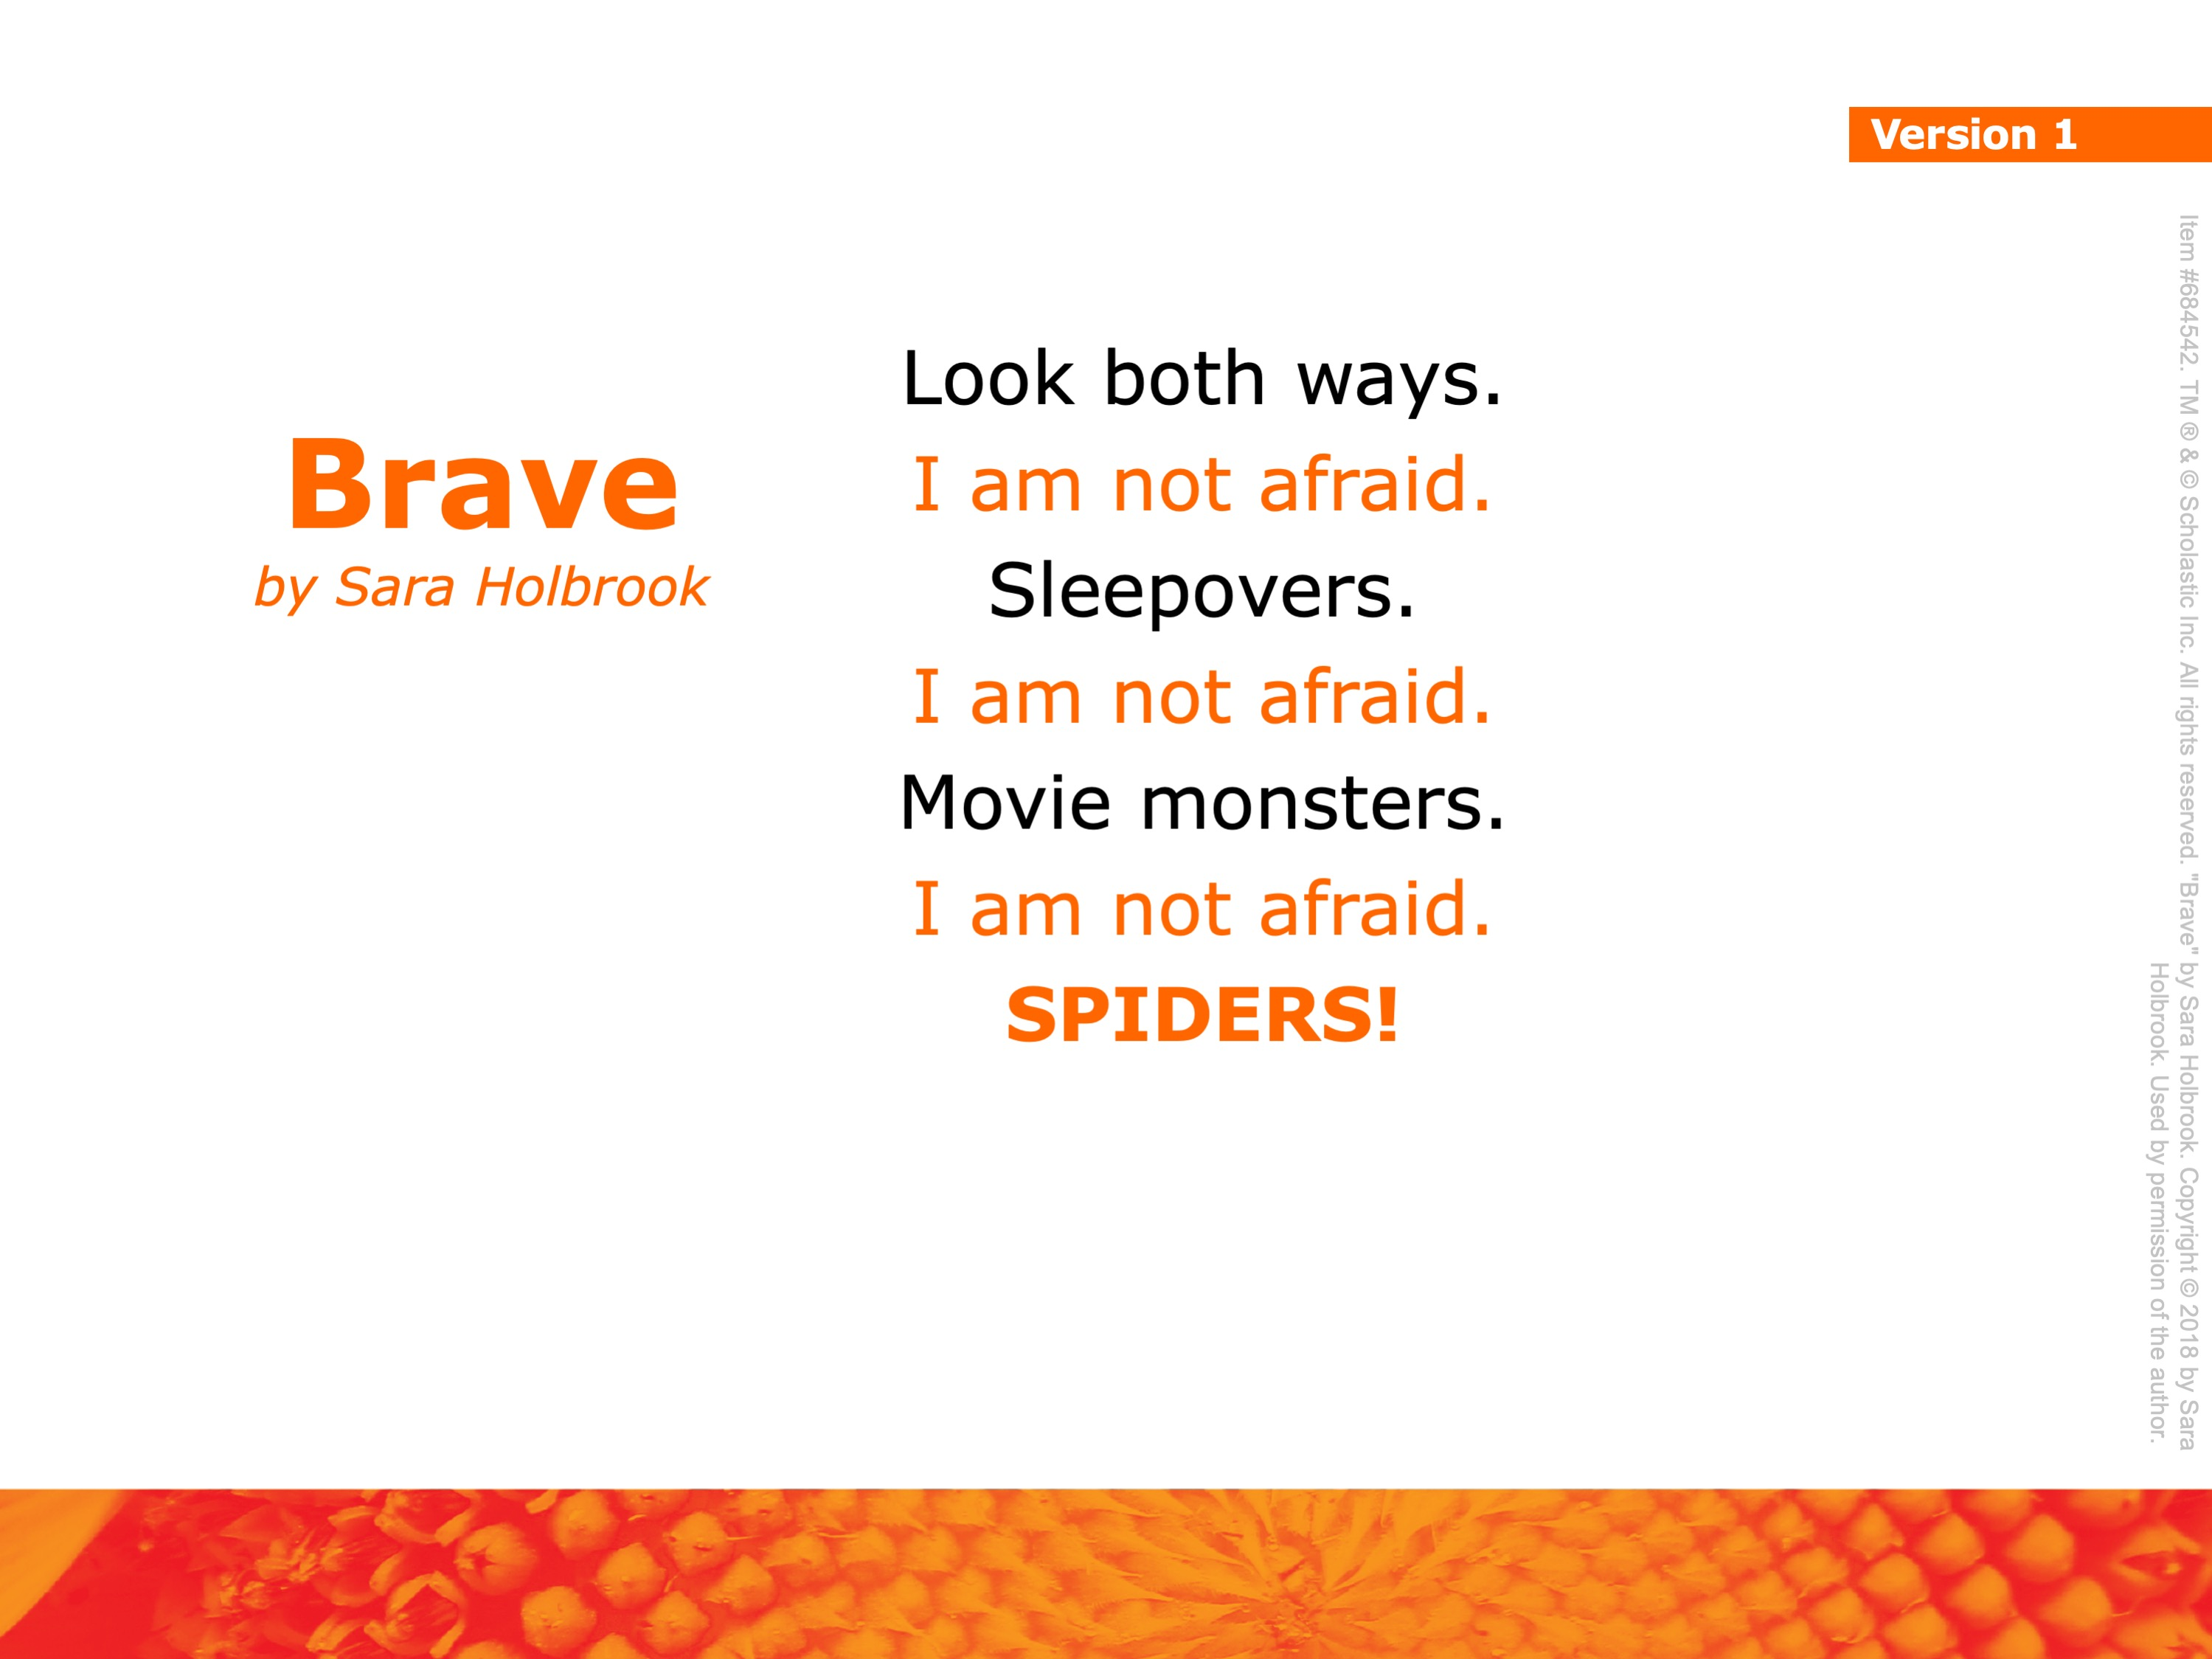 Version 1
Brave
by Sara Holbrook
Look both ways.
I am not afraid.
Sleepovers.
I am not afraid.
Movie monsters.
I am not afraid.
SPIDERS!
Item #684542. TM ® & © Scholastic Inc. All rights reserved. "Brave" by Sara Holbrook. Copyright © 2018 by Sara
Holbrook. Used by permission of the author.